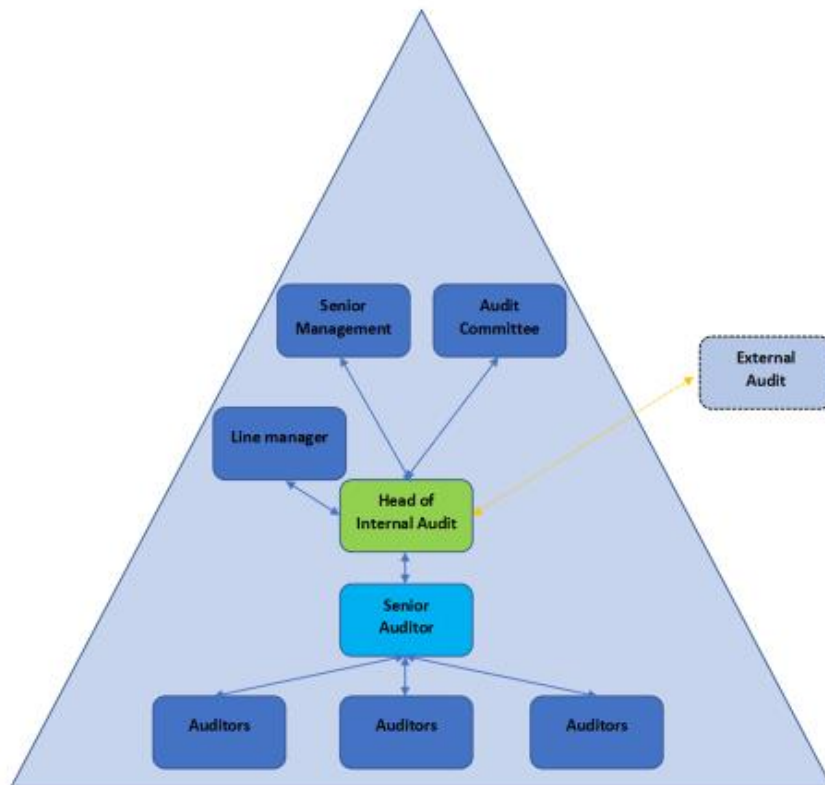 Senior
Management
Audit
Committee
External
Audit
Line manager
Head of
Internal Audit
Senior
Auditor
Auditors
Auditors
Auditors